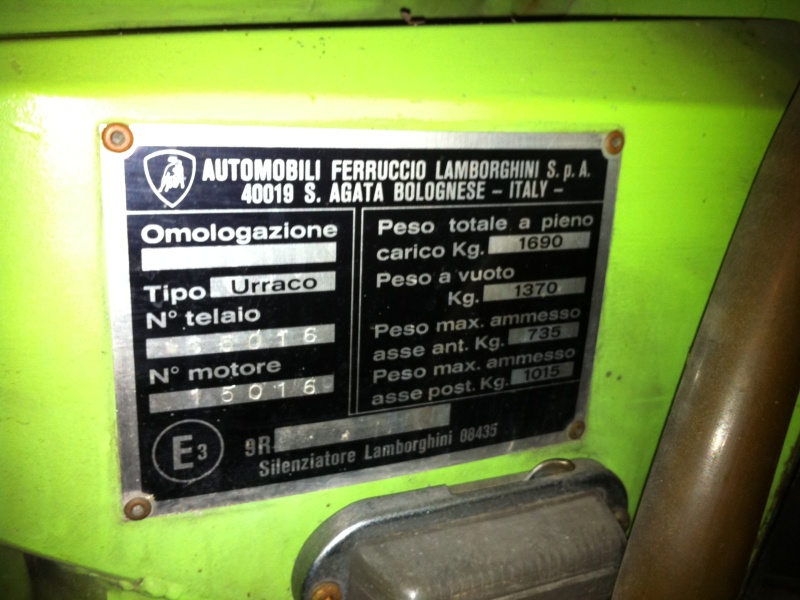 AUTOMOBILI FERRUCCIO LAMBORGHINI S.p.A.
40019 S. AGATA BOLOGNESE - ITALY -
Omologazione
Tipo Urraco
N° telaio
N° motore
15016
E3
9R
Silenziatore Lamborghini 08435
Peso totale a pieno
carico Kg. 1690
Peso a vuoto
Kg. 1370
Peso max. ammesso
asse ant. Kg. 735
Peso max. ammesso
asse post. Kg. 1015